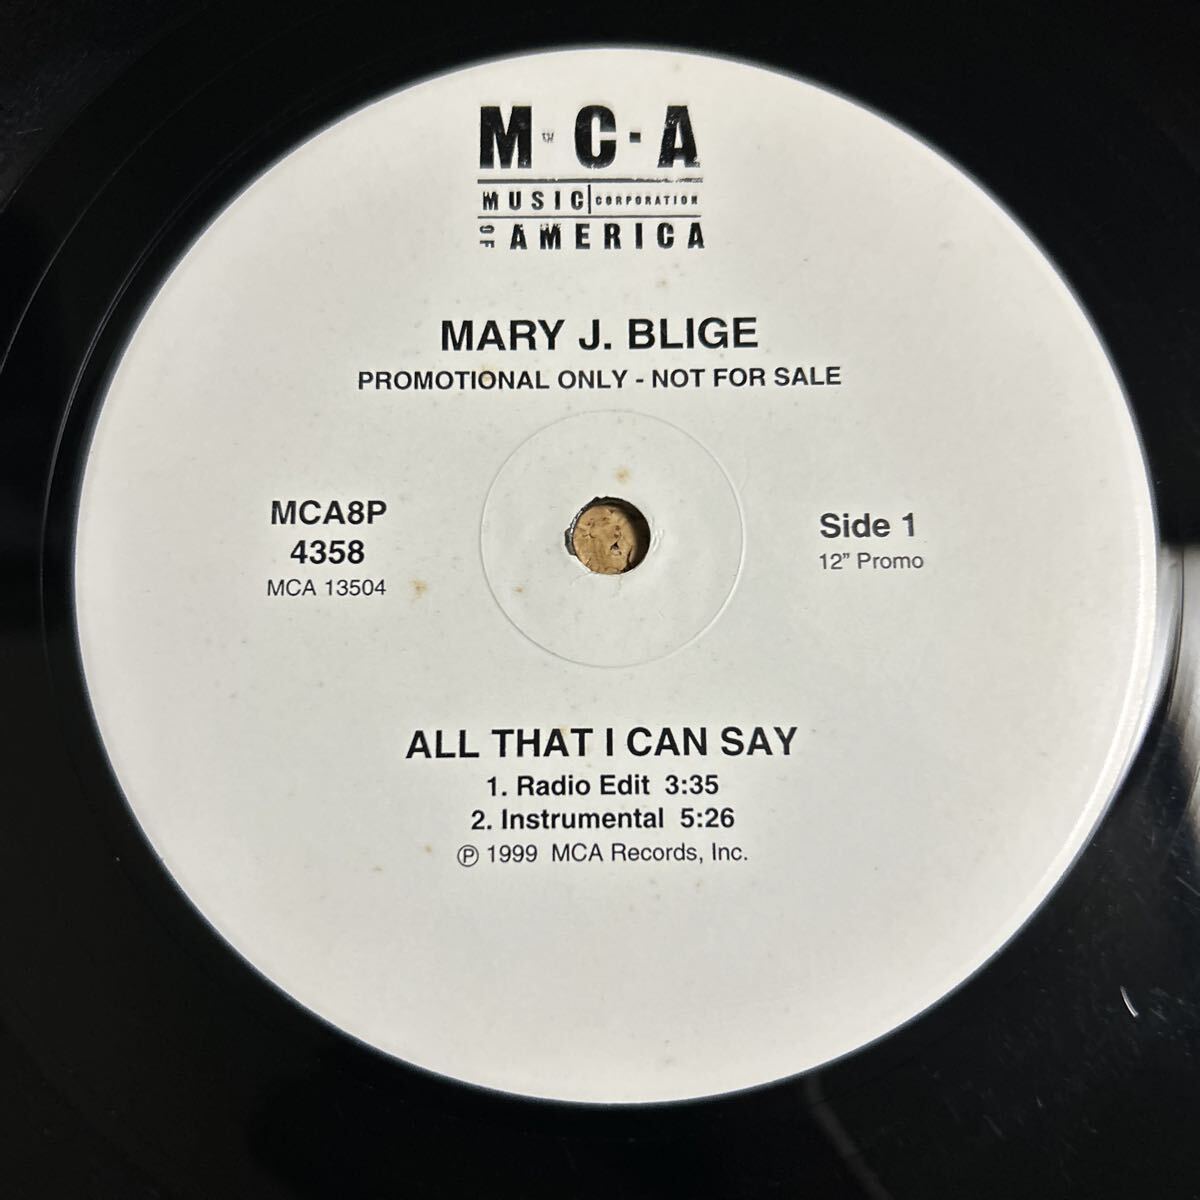 M™C·A
MUSIC CORPORATION
OF AMERICA
MARY J. BLIGE
PROMOTIONAL ONLY - NOT FOR SALE
MCA8P
4358
MCA 13504
Side 1
12” Promo
ALL THAT I CAN SAY
1. Radio Edit 3:35
2. Instrumental 5:26
℗ 1999 MCA Records, Inc.